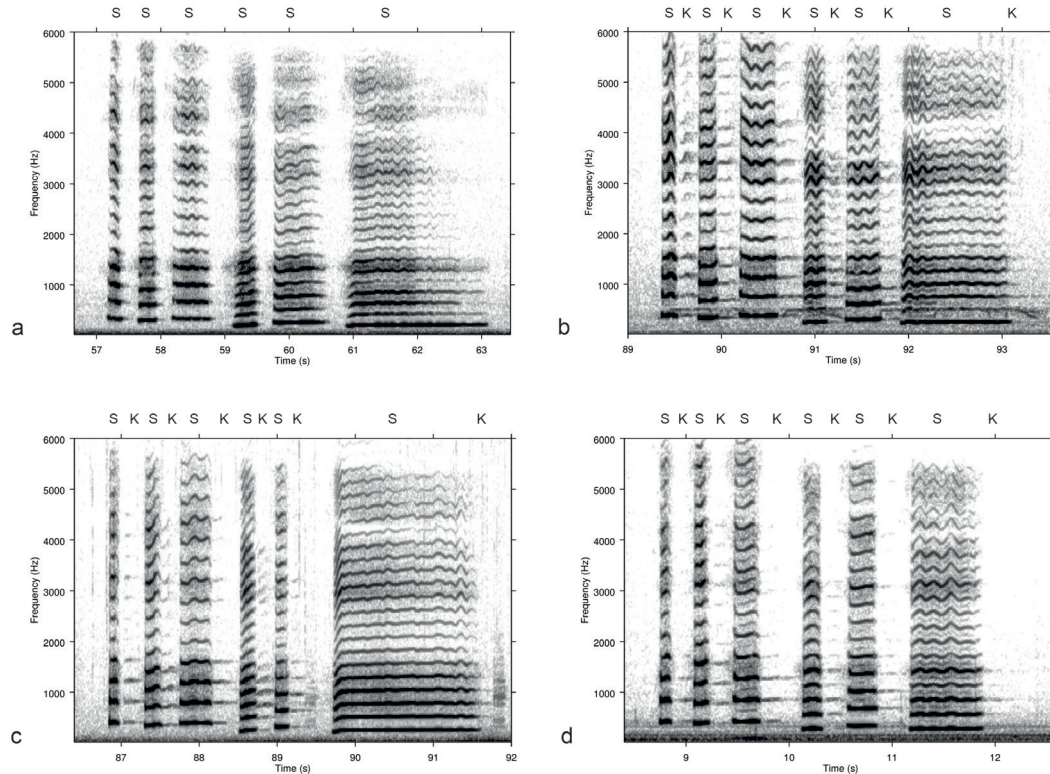 S S S S S S
6000
5000
4000
3000
2000
1000
Frequency (Hz)
57 58 59 60 61 62 63
Time (s)
a
S K S K S K S K S K S K
6000
5000
4000
3000
2000
1000
Frequency (Hz)
89 90 91 92 93
Time (s)
b
S K S K S K S K S K S K
6000
5000
4000
3000
2000
1000
Frequency (Hz)
87 88 89 90 91 92
Time (s)
c
S K S K S K S K S K S K
6000
5000
4000
3000
2000
1000
Frequency (Hz)
9 10 11 12
Time (s)
d